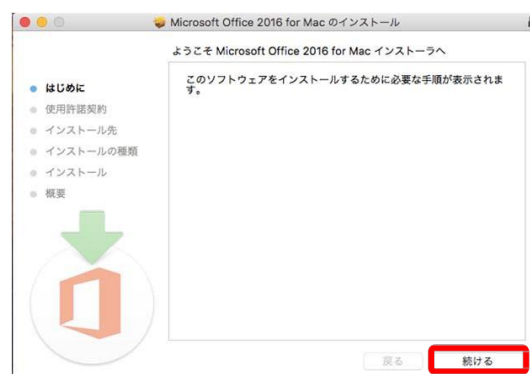 Microsoft Office 2016 for Mac のインストール
ようこそ Microsoft Office 2016 for Mac インストーラへ
はじめに
使用許諾契約
インストール先
インストールの種類
インストール
概要
このソフトウェアをインストールするために必要な手順が表示されま
す。
戻る
続ける